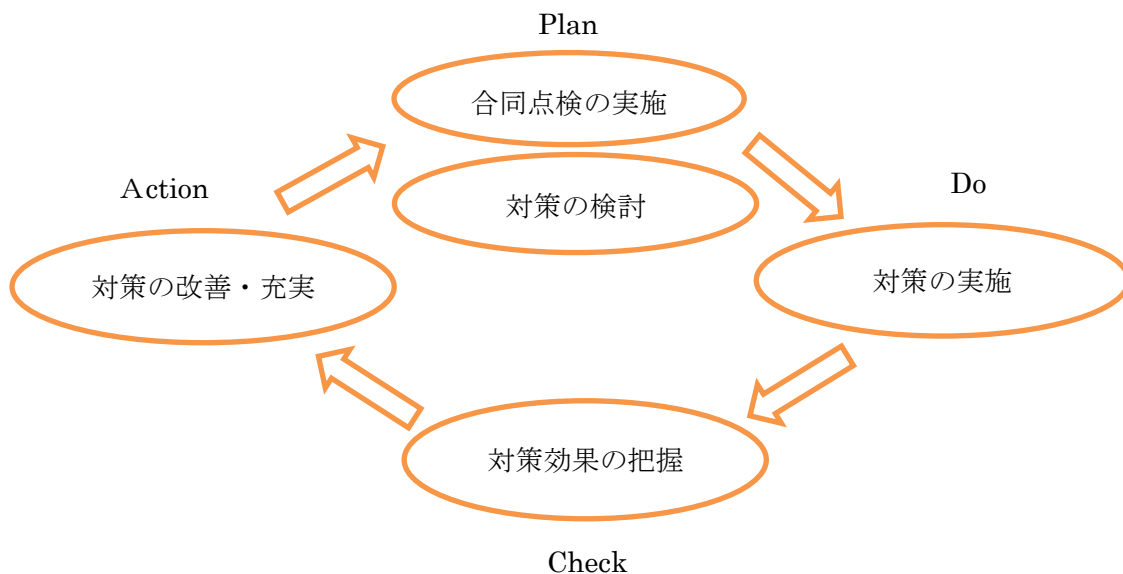 Plan
合同点検の実施
対策の検討
Do
対策の実施
Check
対策効果の把握
Action
対策の改善・充実